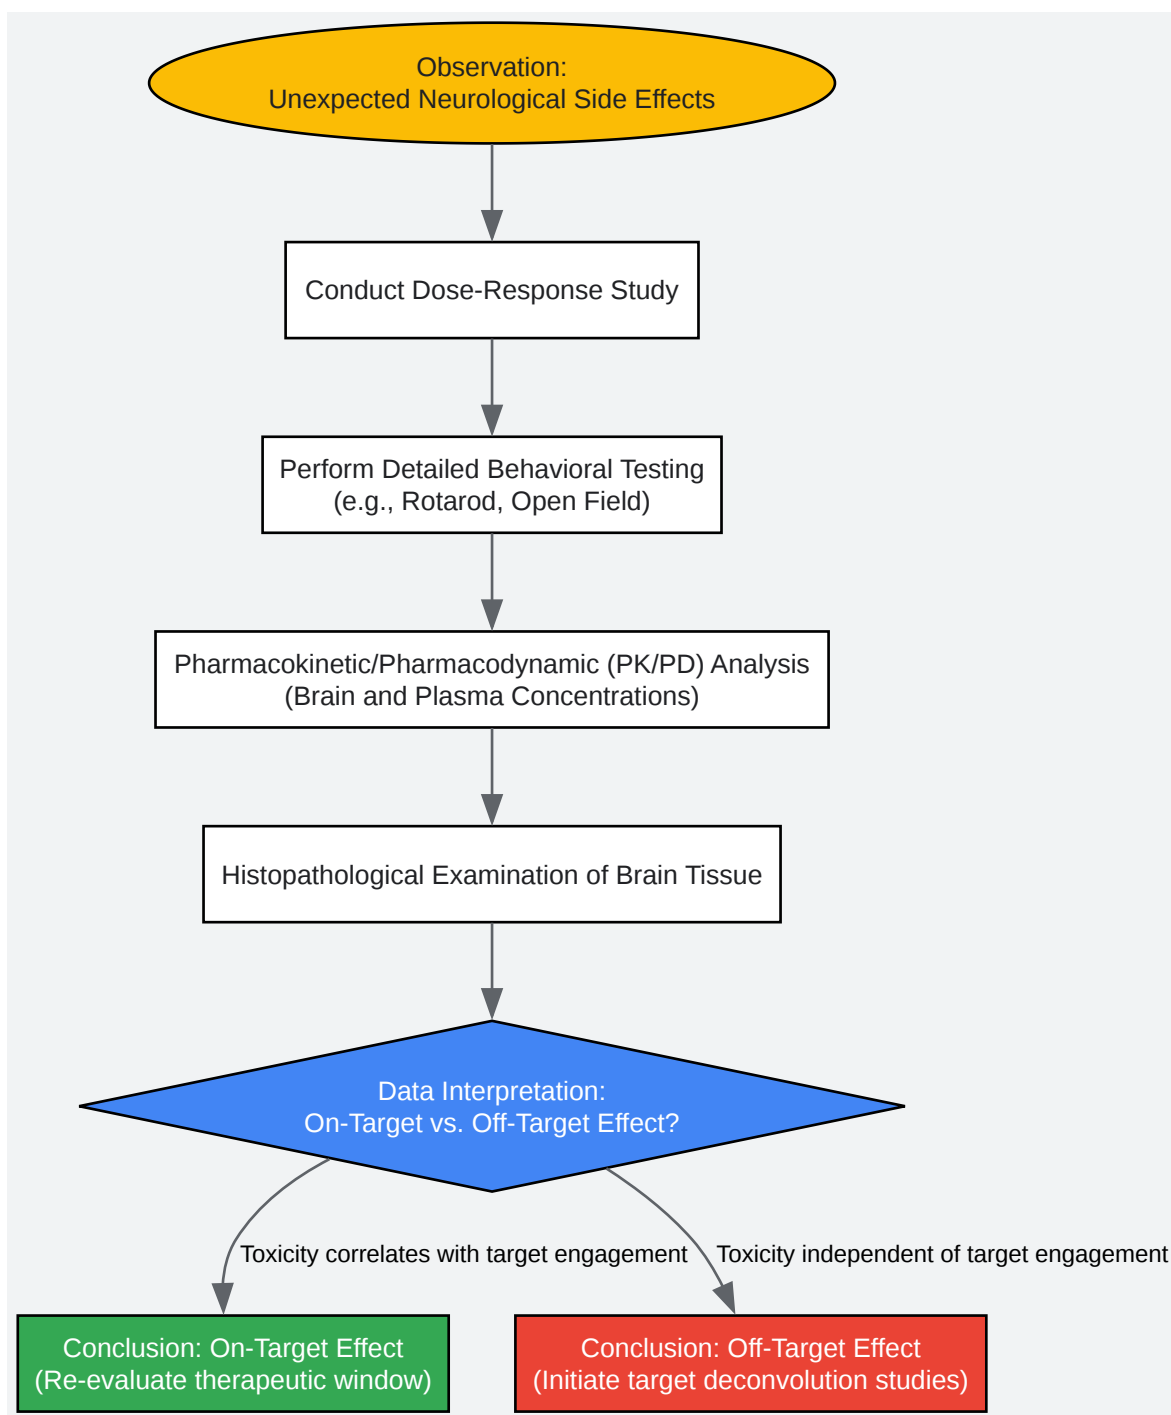 Observation:
Unexpected Neurological Side Effects
Conduct Dose-Response Study
Perform Detailed Behavioral Testing
(e.g., Rotarod, Open Field)
Pharmacokinetic/Pharmacodynamic (PK/PD) Analysis
(Brain and Plasma Concentrations)
Histopathological Examination of Brain Tissue
Data Interpretation:
On-Target vs. Off-Target Effect?
Toxicity correlates with target engagement
Toxicity independent of target engagement
Conclusion: On-Target Effect
(Re-evaluate therapeutic window)
Conclusion: Off-Target Effect
(Initiate target deconvolution studies)